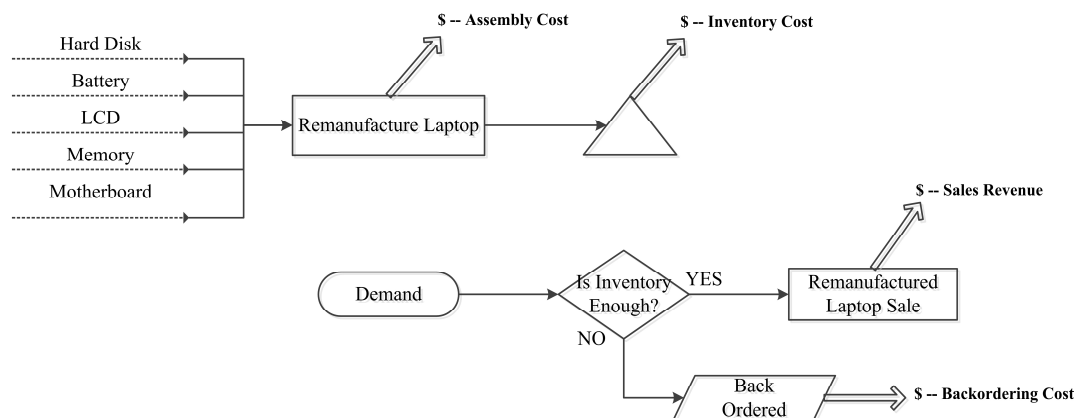 $ -- Assembly Cost
$ -- Inventory Cost
Hard Disk
Battery
LCD
Memory
Motherboard
Remanufacture Laptop
$ -- Sales Revenue
Demand
Is Inventory
Enough?
YES
NO
Remanufactured
Laptop Sale
Back
Ordered
$ -- Backordering Cost